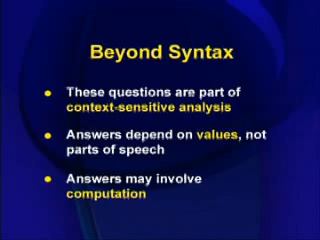 Beyond Syntax
These questions are part of
context-sensitive analysis
Answers depend on values, not
parts of speech
Answers may involve
computation